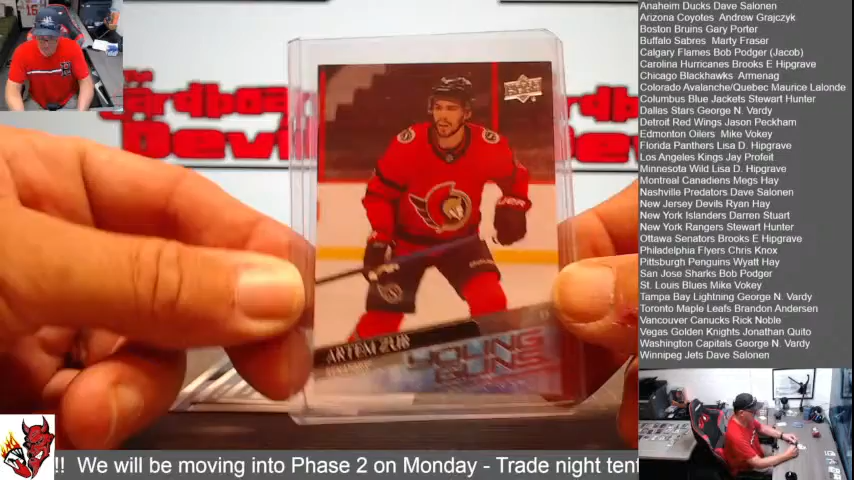 Anaheim Ducks Dave Salonen
Arizona Coyotes Andrew Grajczyk
Boston Bruins Gary Porter
Buffalo Sabres Marty Fraser
Calgary Flames Bob Podger (Jacob)
Carolina Hurricanes Brooks E Hipgrave
Chicago Blackhawks Armenag
Colorado Avalanche/Quebec Maurice Lalonde
Columbus Blue Jackets Stewart Hunter
Dallas Stars George N. Vardy
Detroit Red Wings Jason Peckham
Edmonton Oilers Mike Vokey
Florida Panthers Lisa D. Hipgrave
Los Angeles Kings Jay Profeit
Minnesota Wild Lisa D. Hipgrave
Montreal Canadiens Megs Hay
Nashville Predators Dave Salonen
New Jersey Devils Ryan Hay
New York Islanders Darren Stuart
New York Rangers Stewart Hunter
Ottawa Senators Brooks E Hipgrave
Philadelphia Flyers Chris Knox
Pittsburgh Penguins Wyatt Hay
San Jose Sharks Bob Podger
St. Louis Blues Mike Vokey
Tampa Bay Lightning George N. Vardy
Toronto Maple Leafs Brandon Andersen
Vancouver Canucks Rick Noble
Vegas Golden Knights Jonathan Quito
Washington Capitals George N. Vardy
Winnipeg Jets Dave Salonen
ARTEM ZUB
YOUNG
GUNS
!! We will be moving into Phase 2 on Monday - Trade night tent